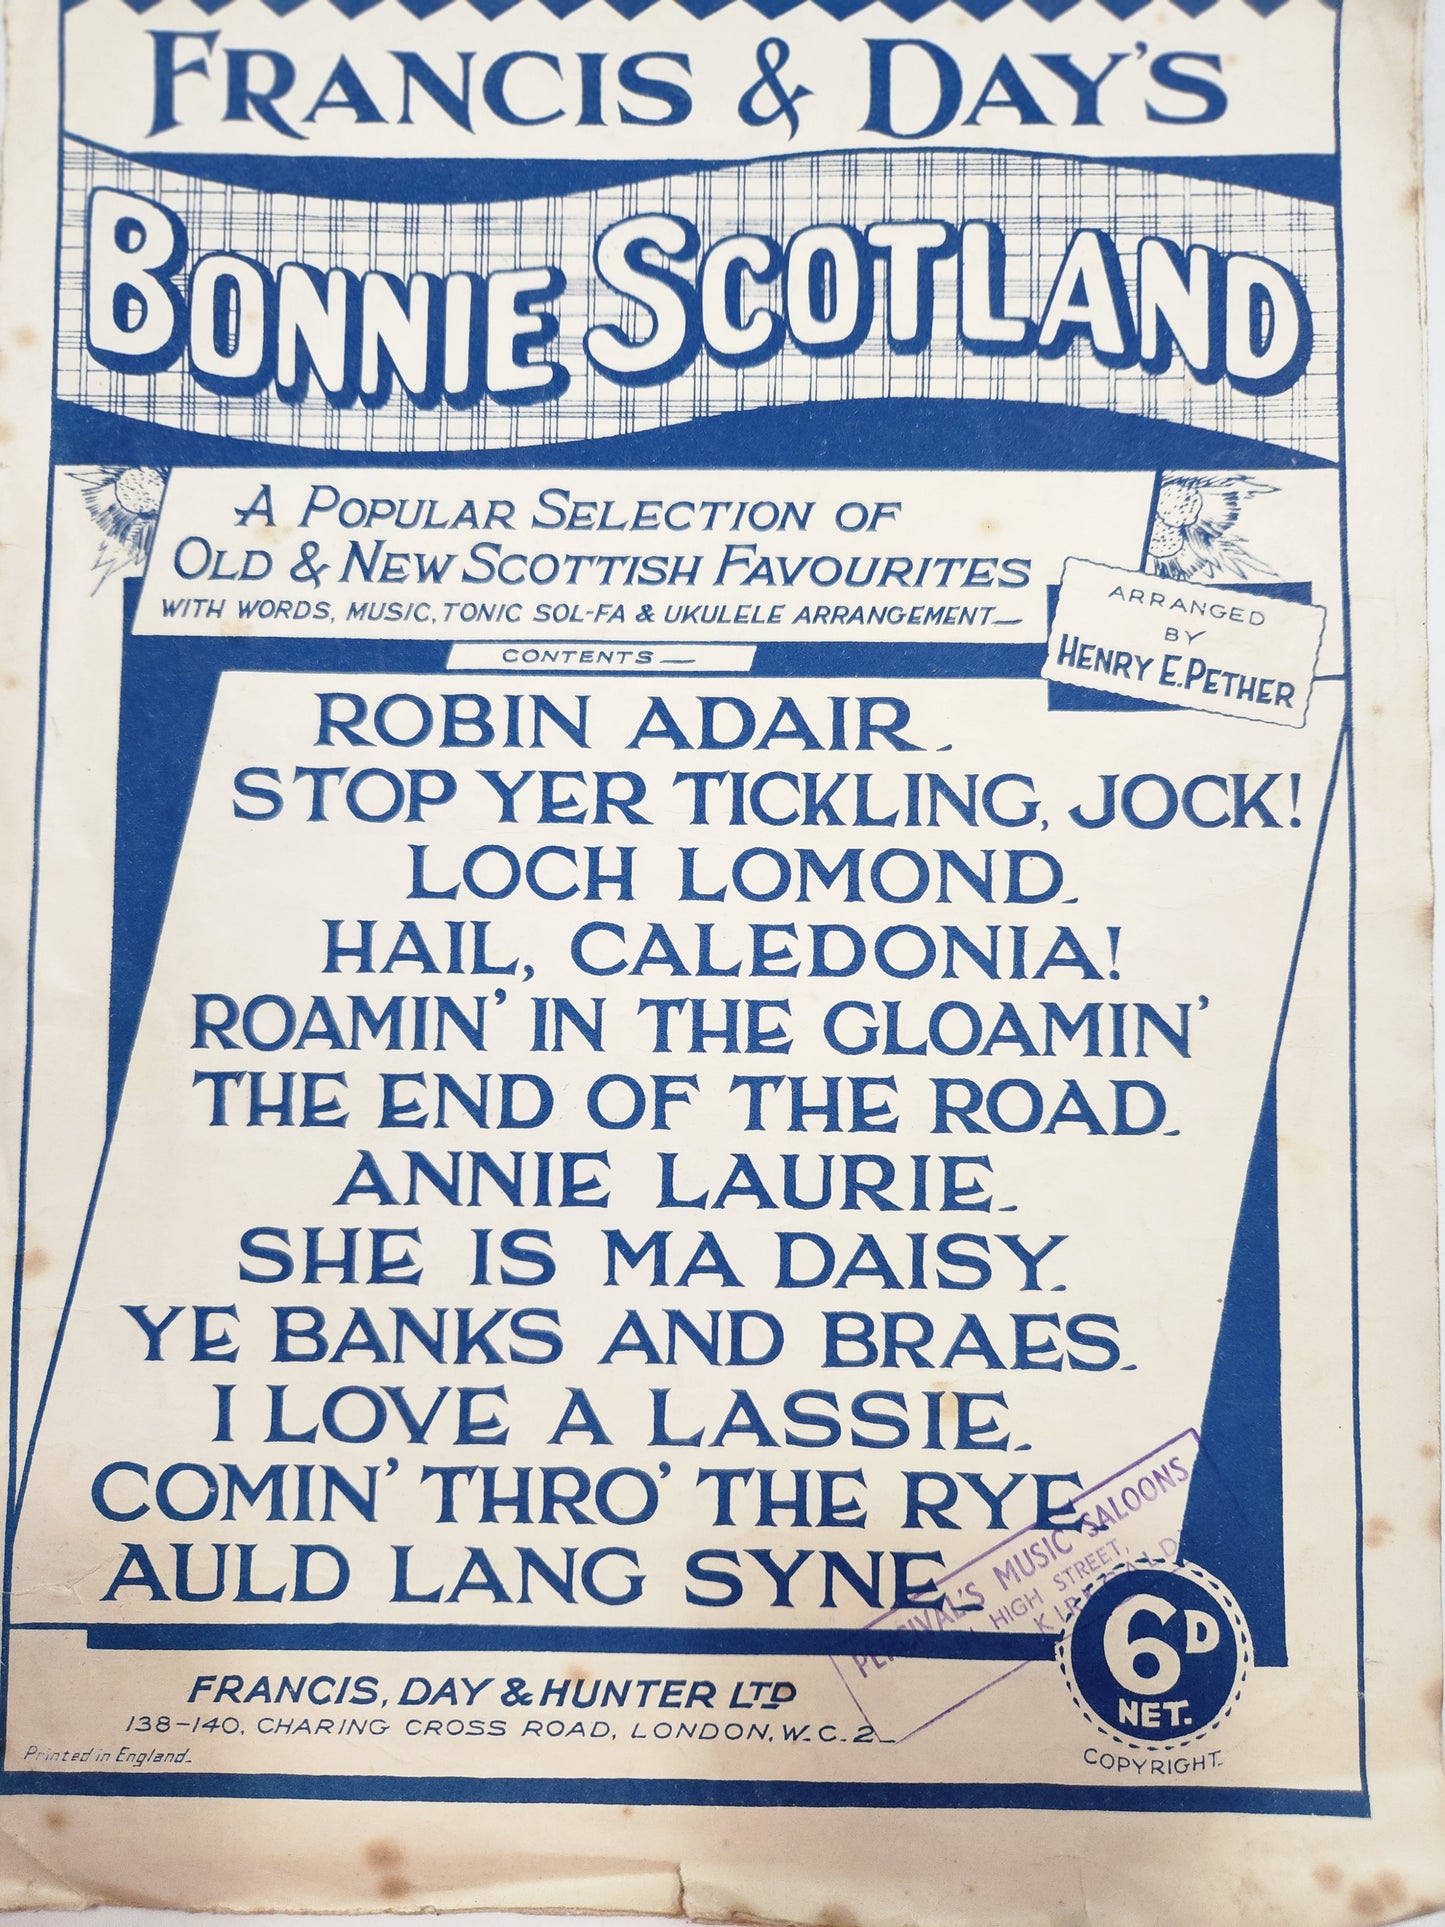 FRANCIS & DAY'S
BONNIE SCOTLAND
A POPULAR SELECTION OF
OLD & NEW SCOTTISH FAVOURITES
WITH WORDS, MUSIC, TONIC SOL-FA & UKULELE ARRANGEMENT
ARRANGED
BY
HENRY E. PETHER
CONTENTS
ROBIN ADAIR.
STOP YER TICKLING, JOCK!
LOCH LOMOND.
HAIL, CALEDONIA!
ROAMIN' IN THE GLOAMIN'
THE END OF THE ROAD.
ANNIE LAURIE.
SHE IS MA DAISY.
YE BANKS AND BRAES.
I LOVE A LASSIE.
COMIN' THRO' THE RYE.
AULD LANG SYNE.
PERCIVAL'S MUSIC SALOONS
HIGH STREET,
6D
NET.
COPYRIGHT.
FRANCIS, DAY & HUNTER LTD
138-140, CHARING CROSS ROAD, LONDON, W.C.2
Printed in England.